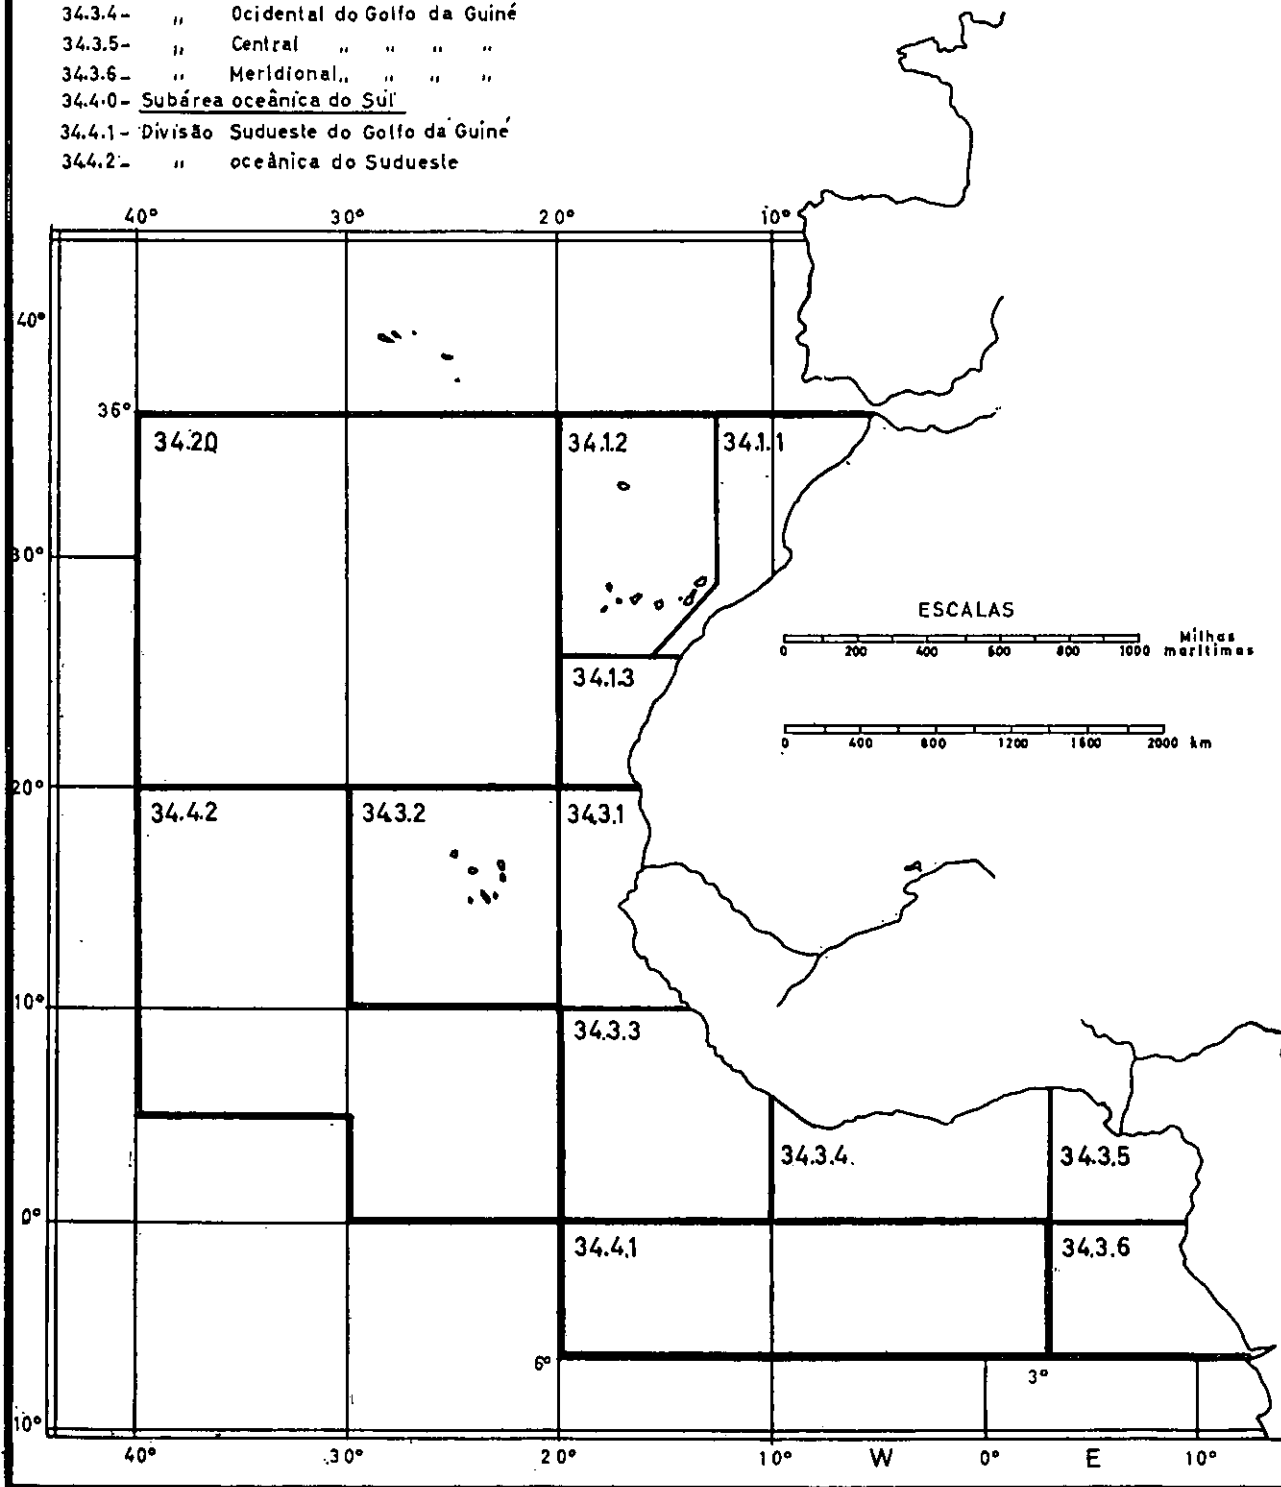 34.3.4- " Ocidental do Golfo da Guiné
34.3.5- " Central " " " "
34.3.6- " Meridional " " " "
34.4.0- Subárea oceânica do Sul
34.4.1- Divisão Sudueste do Golfo da Guiné
34.4.2- " oceânica do Sudueste
40° 30° 20° 10°
40°
36°
34.2.0 34.1.2 34.1.1
30°
ESCALAS
0 200 400 600 800 1000 Milhas marítimas
34.1.3
0 400 800 1200 1600 2000 km
20°
34.4.2 34.3.2 34.3.1
10°
34.3.3
34.3.4 34.3.5
0°
34.4.1 34.3.6
6°
3°
10°
40° 30° 20° 10° W 0° E 10°